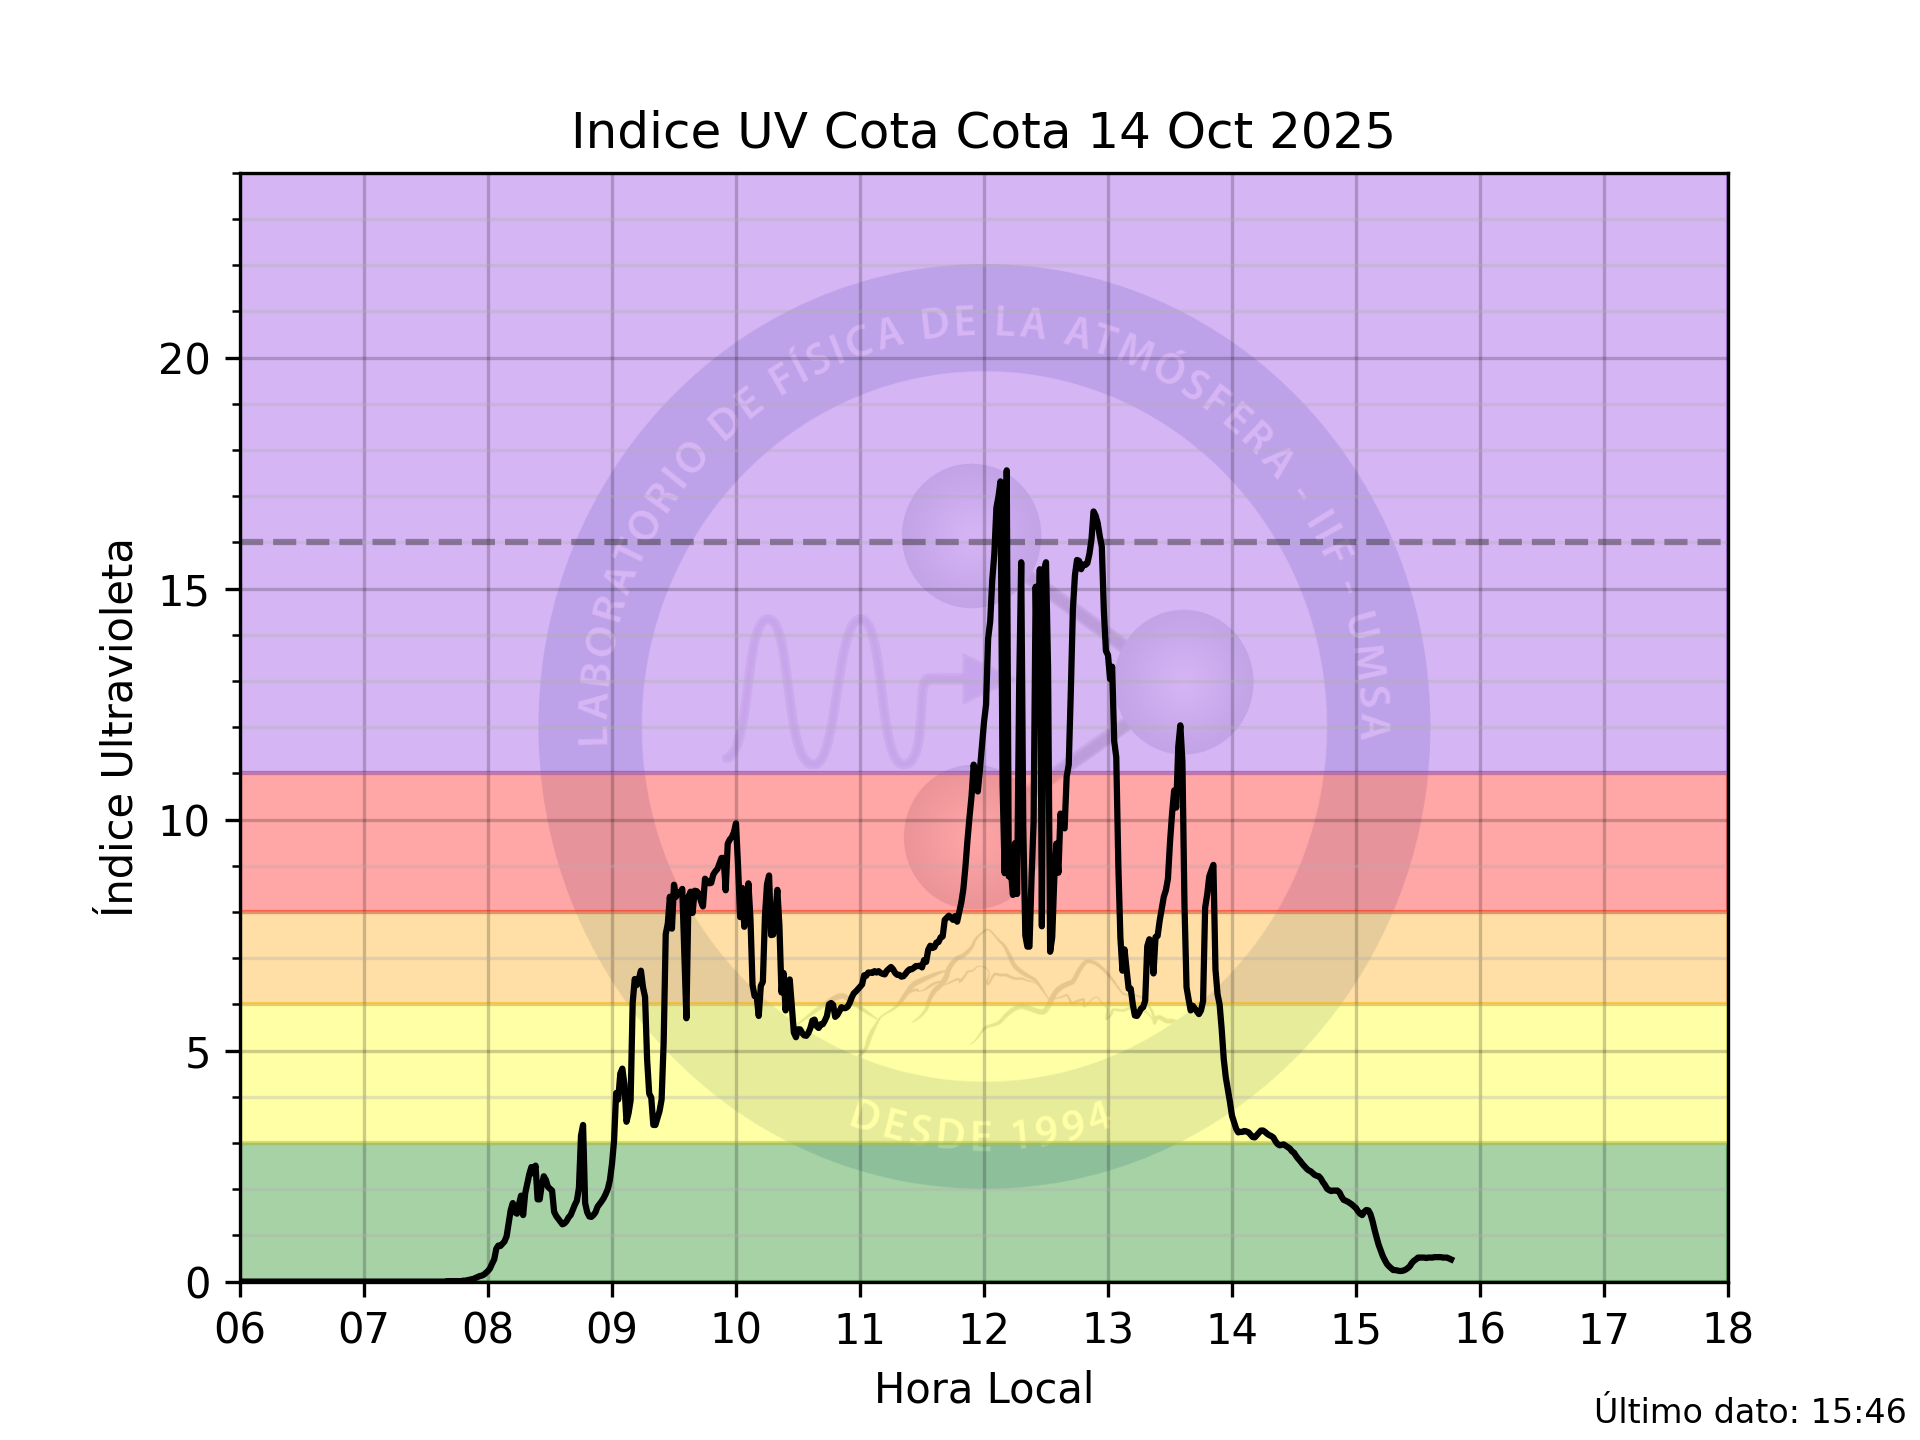 Indice UV Cota Cota 14 Oct 2025
Índice Ultravioleta
20
15
10
5
0
LABORATORIO DE FÍSICA DE LA ATMÓSFERA - IIF - UMSA
DESDE 1994
06 07 08 09 10 11 12 13 14 15 16 17 18
Hora Local
Último dato: 15:46